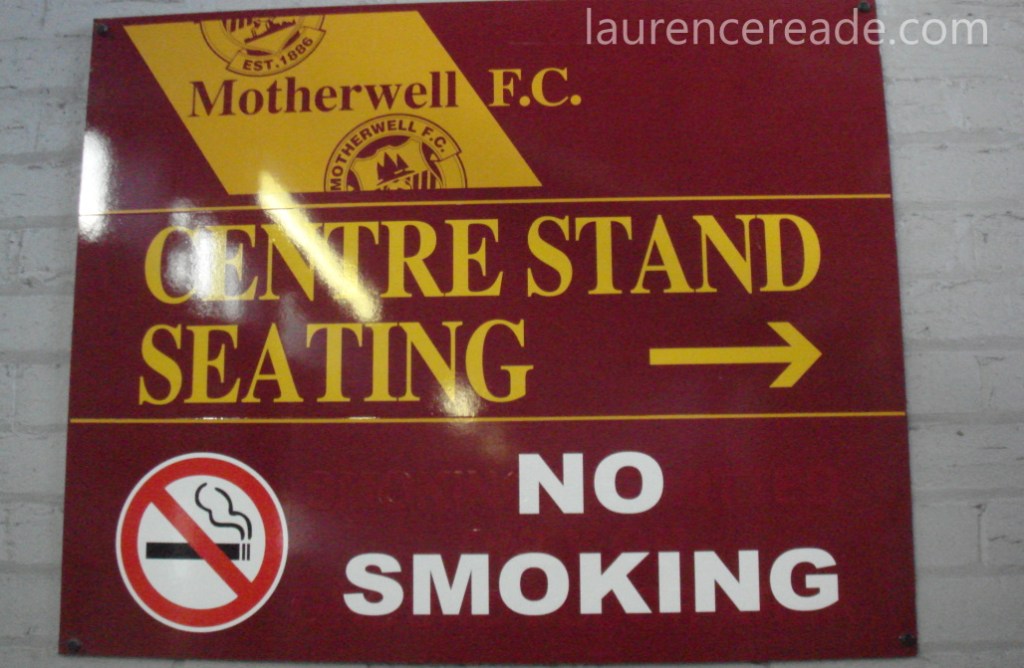 laurencereade.com
EST.1886
Motherwell F.C.
MOTHERWELL F.C.
CENTRE STAND
SEATING
NO
SMOKING